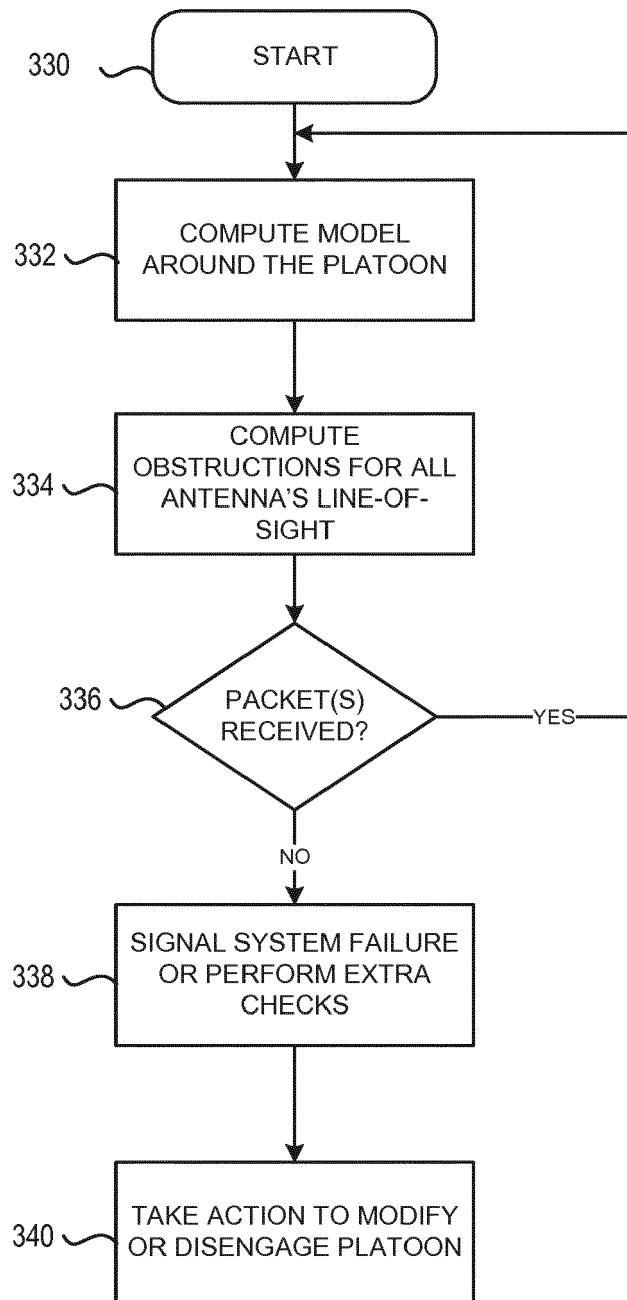 330
START
332
COMPUTE MODEL
AROUND THE PLATOON
334
COMPUTE
OBSTRUCTIONS FOR ALL
ANTENNA'S LINE-OF-
SIGHT
336
PACKET(S)
RECEIVED?
YES
NO
338
SIGNAL SYSTEM FAILURE
OR PERFORM EXTRA
CHECKS
340
TAKE ACTION TO MODIFY
OR DISENGAGE PLATOON